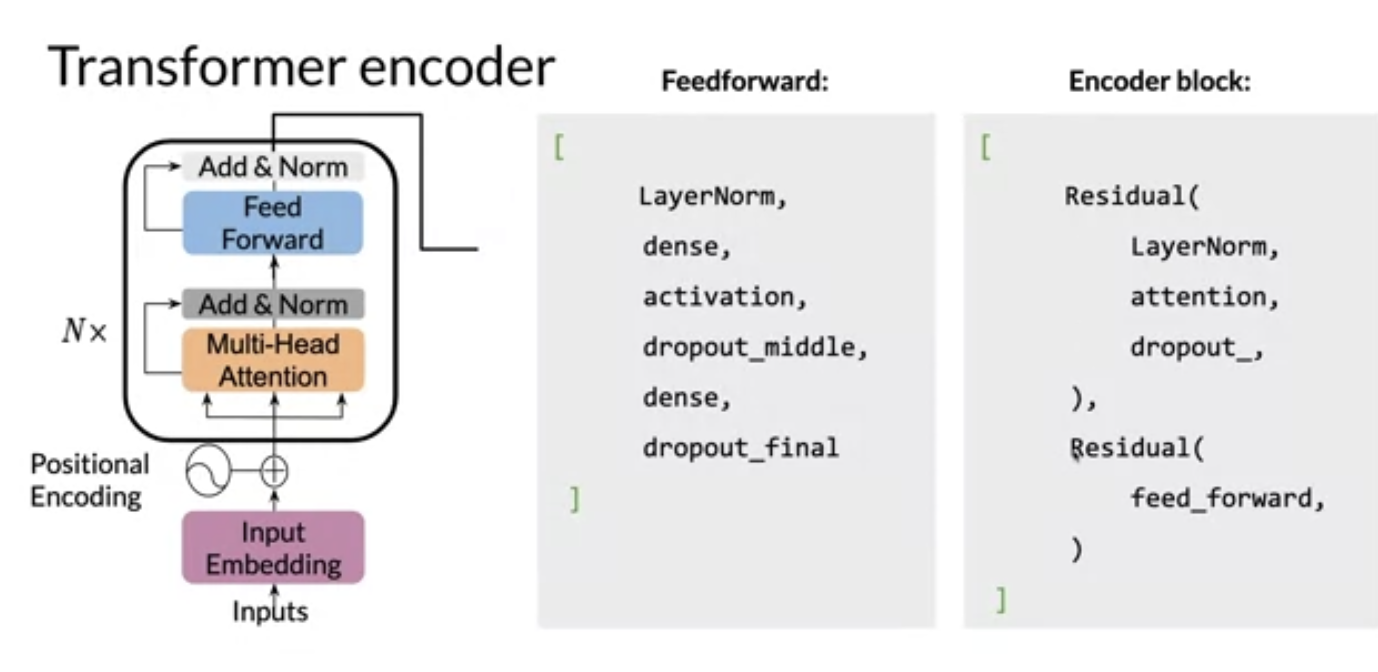 Transformer encoder
Add & Norm
Feed
Forward
Add & Norm
N×
Multi-Head
Attention
Positional
Encoding
Input
Embedding
Inputs
Feedforward:
[
LayerNorm,
dense,
activation,
dropout_middle,
dense,
dropout_final
]
Encoder block:
[
Residual(
LayerNorm,
attention,
dropout_,
),
Residual(
feed_forward,
)
]